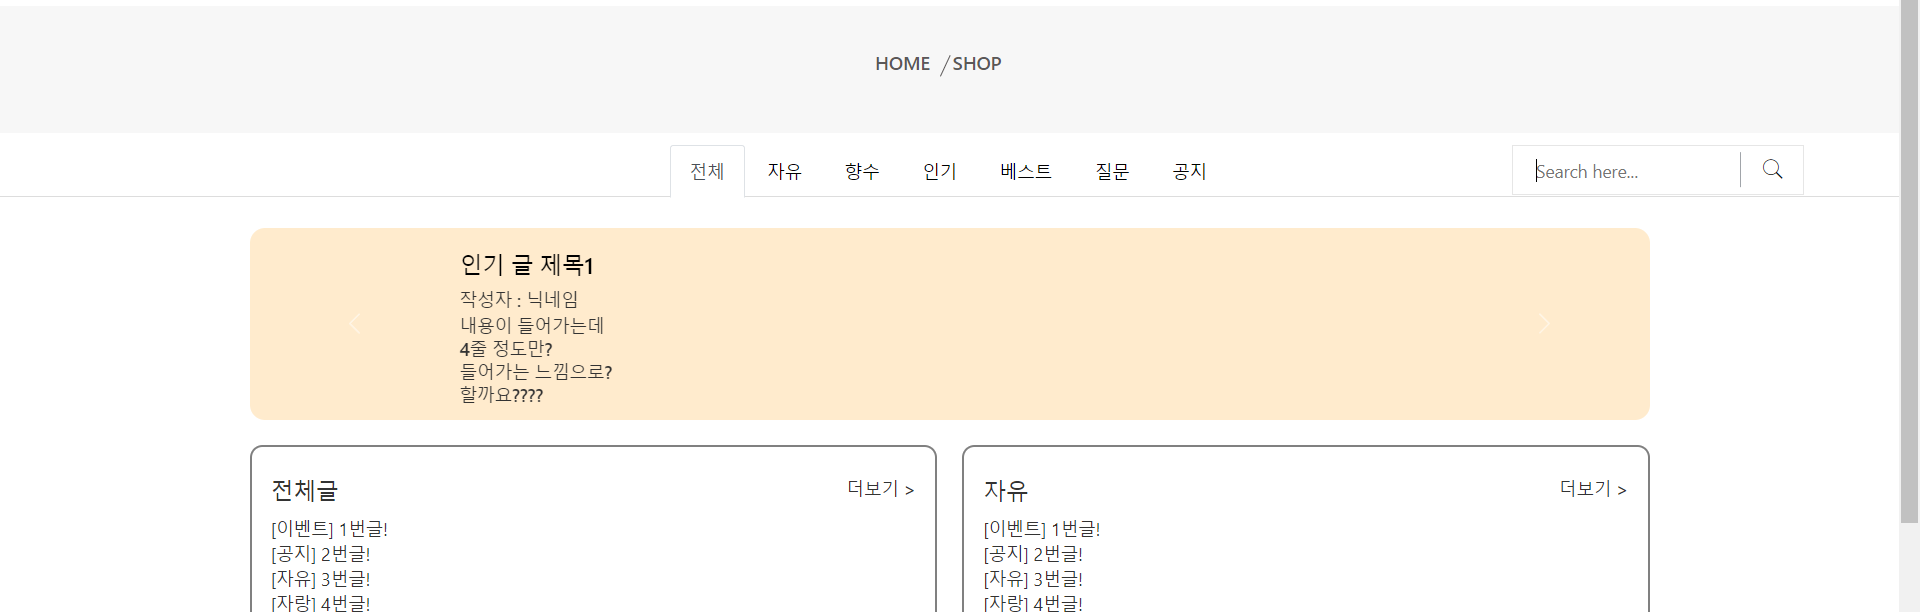 HOME / SHOP
전체 자유 향수 인기 베스트 질문 공지
Search here...
인기 글 제목1
작성자 : 닉네임
내용이 들어가는데
4줄 정도만?
들어가는 느낌으로?
할까요????
전체글 더보기 >
[이벤트] 1번글!
[공지] 2번글!
[자유] 3번글!
[자랑] 4번글!
자유 더보기 >
[이벤트] 1번글!
[공지] 2번글!
[자유] 3번글!
[자랑] 4번글!